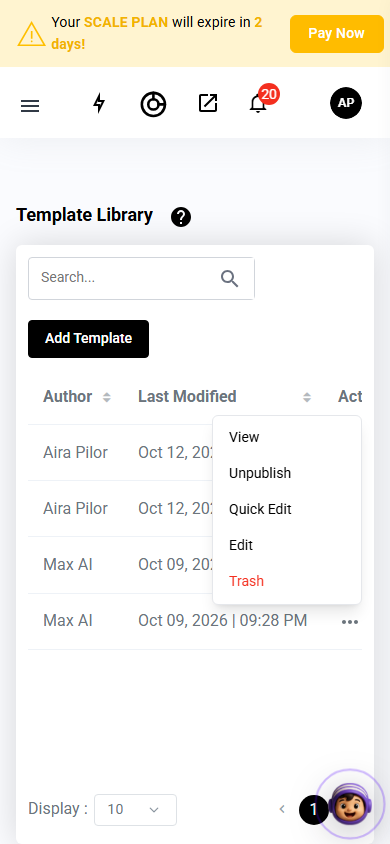 Your SCALE PLAN will expire in 2
days!
Pay Now
20
AP
Template Library
?
Search...
Add Template
Author Last Modified Act
Aira Pilor Oct 12, 202
View
Unpublish
Aira Pilor Oct 12, 202
Quick Edit
Edit
Max AI Oct 09, 202
Trash
Max AI Oct 09, 2026 | 09:28 PM
Display : 10
1